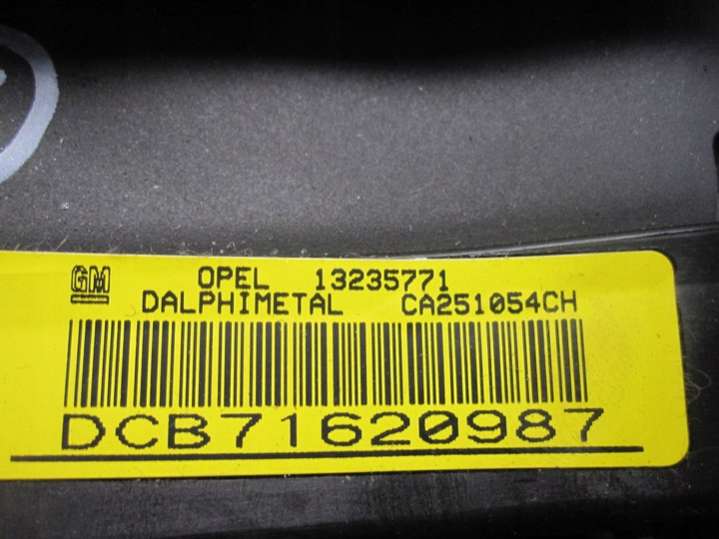 GM OPEL 13235771
DALPHIMETAL CA251054CH
DCB71620987